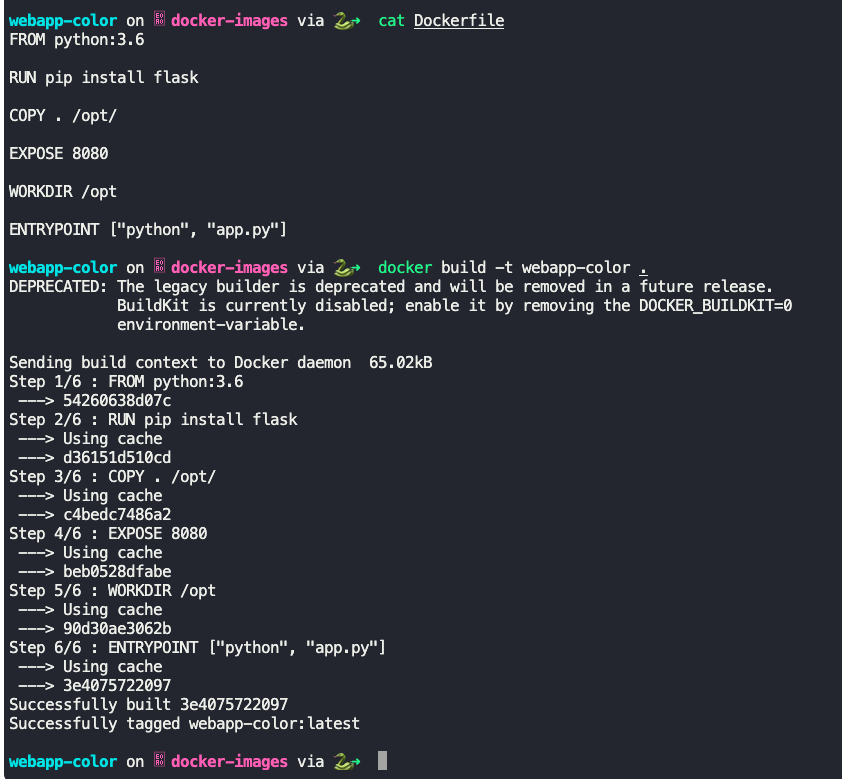 webapp-color on docker-images via cat Dockerfile
FROM python:3.6
RUN pip install flask
COPY . /opt/
EXPOSE 8080
WORKDIR /opt
ENTRYPOINT ["python", "app.py"]
webapp-color on docker-images via docker build -t webapp-color .
DEPRECATED: The legacy builder is deprecated and will be removed in a future release.
BuildKit is currently disabled; enable it by removing the DOCKER_BUILDKIT=0
environment-variable.
Sending build context to Docker daemon  65.02kB
Step 1/6 : FROM python:3.6
---> 54260638d07c
Step 2/6 : RUN pip install flask
---> Using cache
---> d36151d510cd
Step 3/6 : COPY . /opt/
---> Using cache
---> c4bedc7486a2
Step 4/6 : EXPOSE 8080
---> Using cache
---> beb0528dfabe
Step 5/6 : WORKDIR /opt
---> Using cache
---> 90d30ae3062b
Step 6/6 : ENTRYPOINT ["python", "app.py"]
---> Using cache
---> 3e4075722097
Successfully built 3e4075722097
Successfully tagged webapp-color:latest
webapp-color on docker-images via